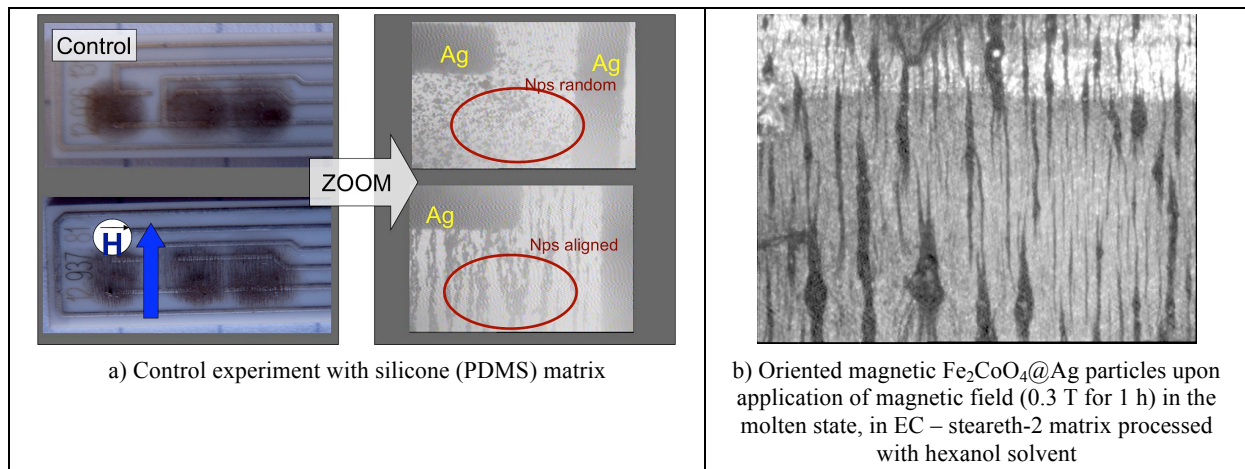 Control
H
ZOOM
Ag
Ag
Nps random
Ag
Nps aligned
a) Control experiment with silicone (PDMS) matrix
b) Oriented magnetic Fe₂CoO₄@Ag particles upon
application of magnetic field (0.3 T for 1 h) in the
molten state, in EC – steareth-2 matrix processed
with hexanol solvent